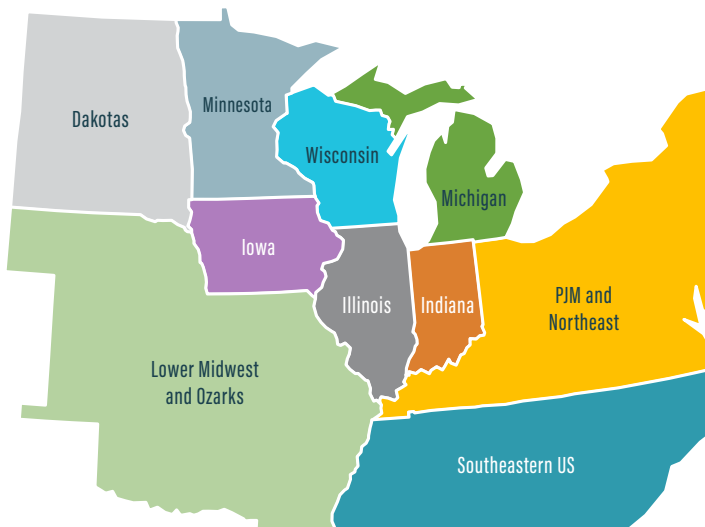 Dakotas
Minnesota
Wisconsin
Michigan
Iowa
Illinois
Indiana
PJM and
Northeast
Lower Midwest
and Ozarks
Southeastern US